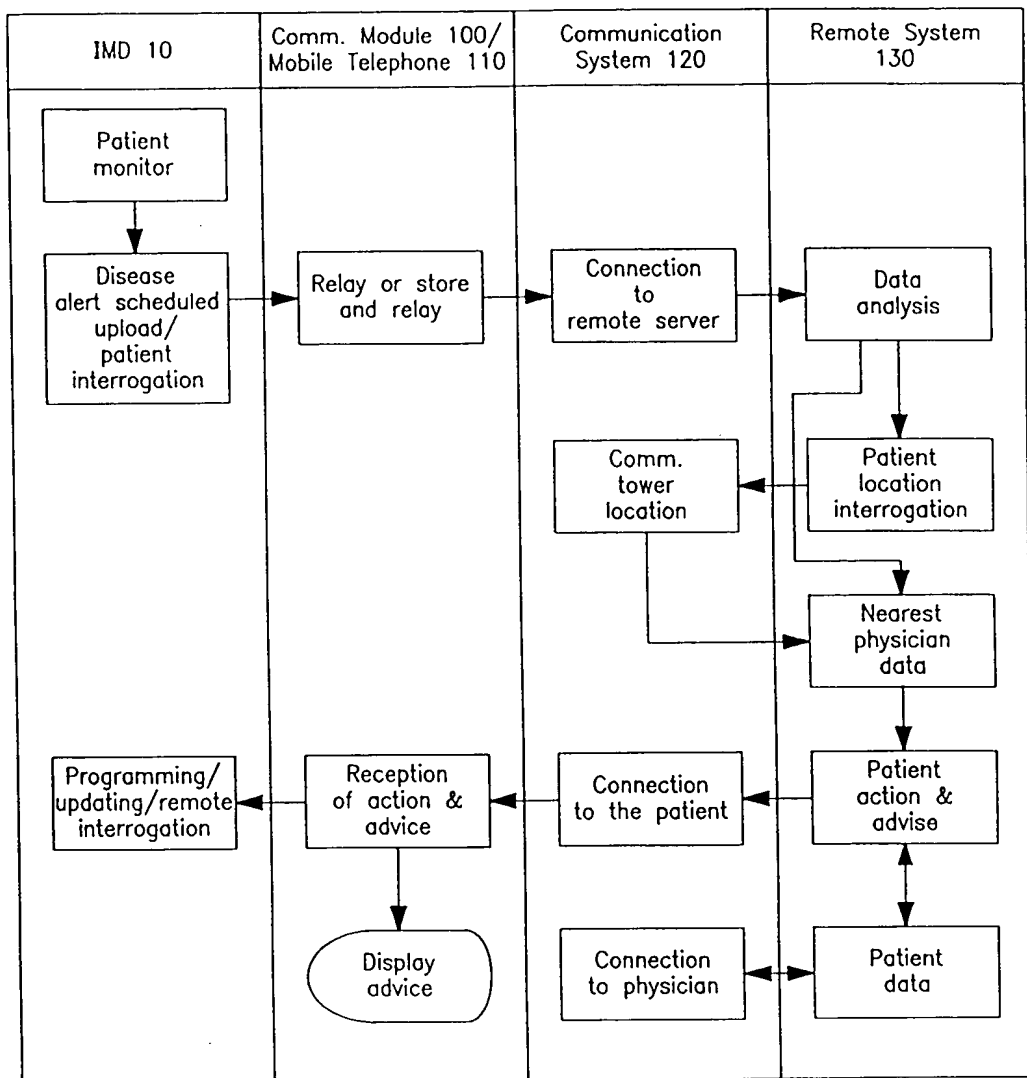 IMD 10
Comm. Module 100/
Mobile Telephone 110
Communication
System 120
Remote System
130
Patient
monitor
Disease
alert scheduled
upload/
patient
interrogation
Relay or store
and relay
Connection
to
remote server
Data
analysis
Comm.
tower
location
Patient
location
interrogation
Nearest
physician
data
Programming/
updating/remote
interrogation
Reception
of action &
advice
Connection
to the patient
Patient
action &
advise
Display
advice
Connection
to physician
Patient
data